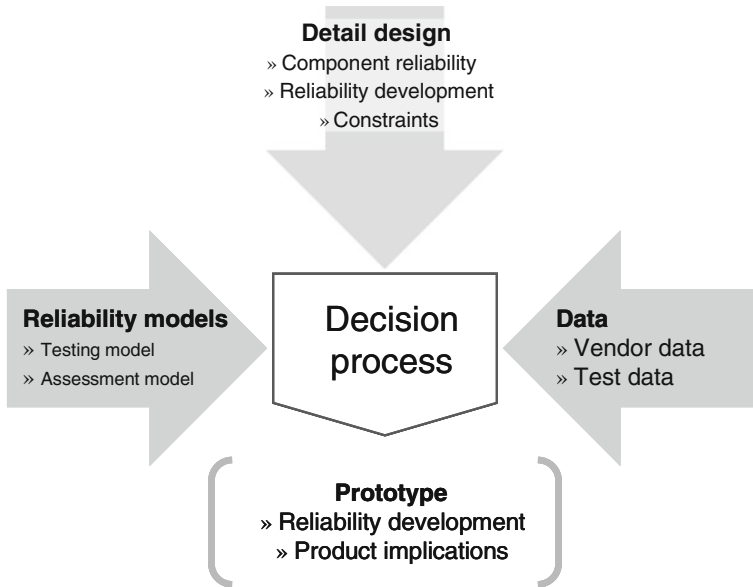 Detail design
» Component reliability
» Reliability development
» Constraints
Reliability models
» Testing model
» Assessment model
Decision
process
Data
» Vendor data
» Test data
Prototype
» Reliability development
» Product implications